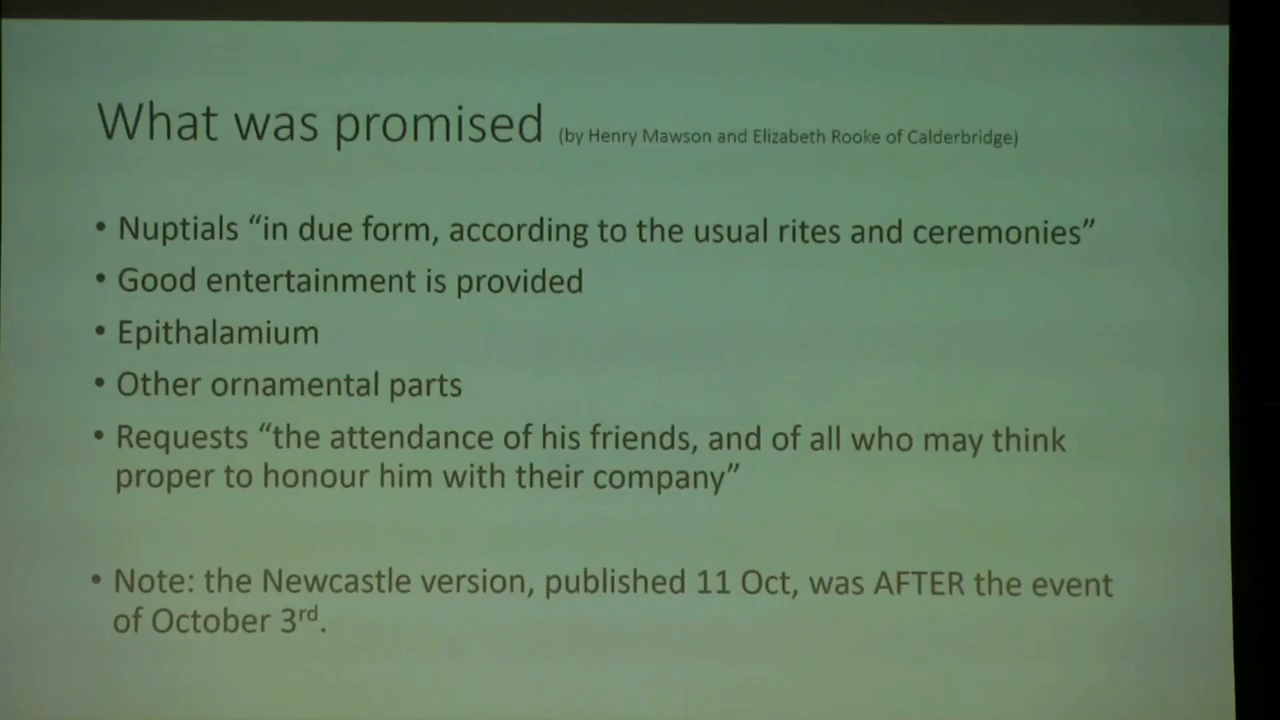 What was promised (by Henry Mawson and Elizabeth Rooke of Calderbridge)
• Nuptials “in due form, according to the usual rites and ceremonies”
• Good entertainment is provided
• Epithalamium
• Other ornamental parts
• Requests “the attendance of his friends, and of all who may think
proper to honour him with their company”
• Note: the Newcastle version, published 11 Oct, was AFTER the event
of October 3rd.